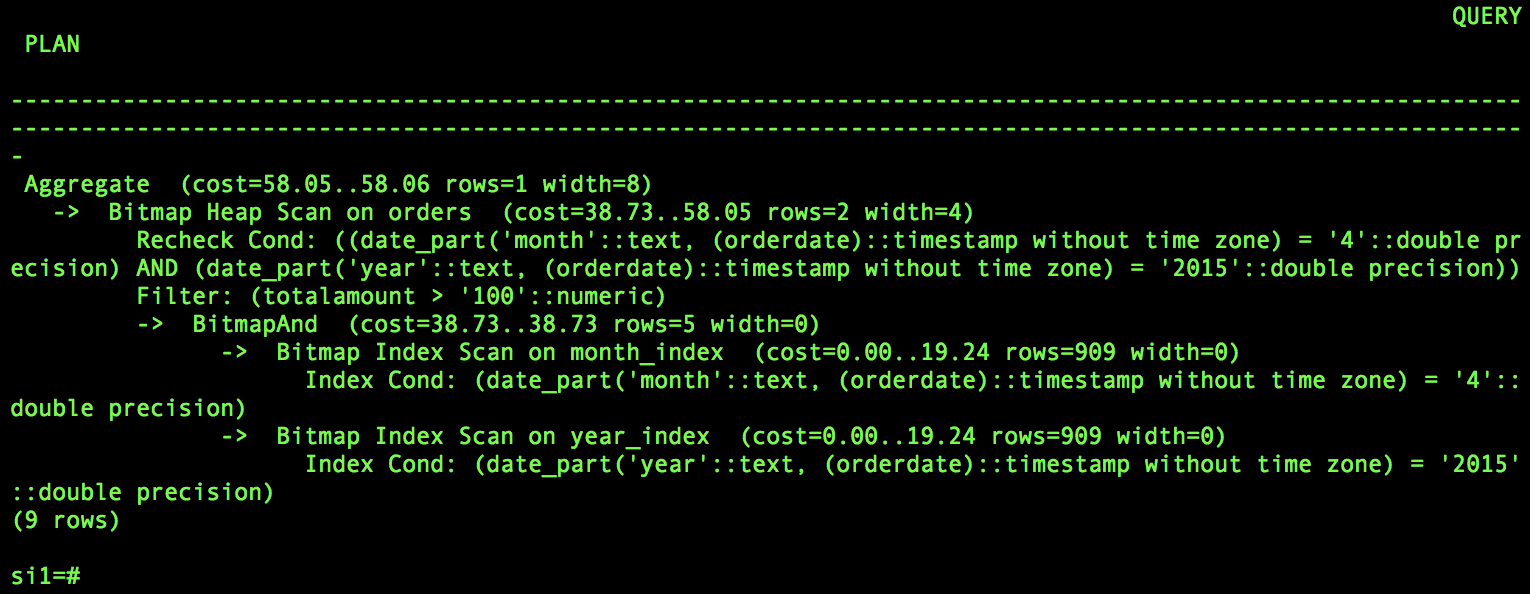 QUERY
PLAN
------------------------------------------------------------------------------------------------------------
------------------------------------------------------------------------------------------------------------
-
Aggregate  (cost=58.05..58.06 rows=1 width=8)
  ->  Bitmap Heap Scan on orders  (cost=38.73..58.05 rows=2 width=4)
        Recheck Cond: ((date_part('month'::text, (orderdate)::timestamp without time zone) = '4'::double pr
ecision) AND (date_part('year'::text, (orderdate)::timestamp without time zone) = '2015'::double precision))
        Filter: (totalamount > '100'::numeric)
        ->  BitmapAnd  (cost=38.73..38.73 rows=5 width=0)
              ->  Bitmap Index Scan on month_index  (cost=0.00..19.24 rows=909 width=0)
                    Index Cond: (date_part('month'::text, (orderdate)::timestamp without time zone) = '4'::
double precision)
              ->  Bitmap Index Scan on year_index  (cost=0.00..19.24 rows=909 width=0)
                    Index Cond: (date_part('year'::text, (orderdate)::timestamp without time zone) = '2015'
::double precision)
(9 rows)
si1=#